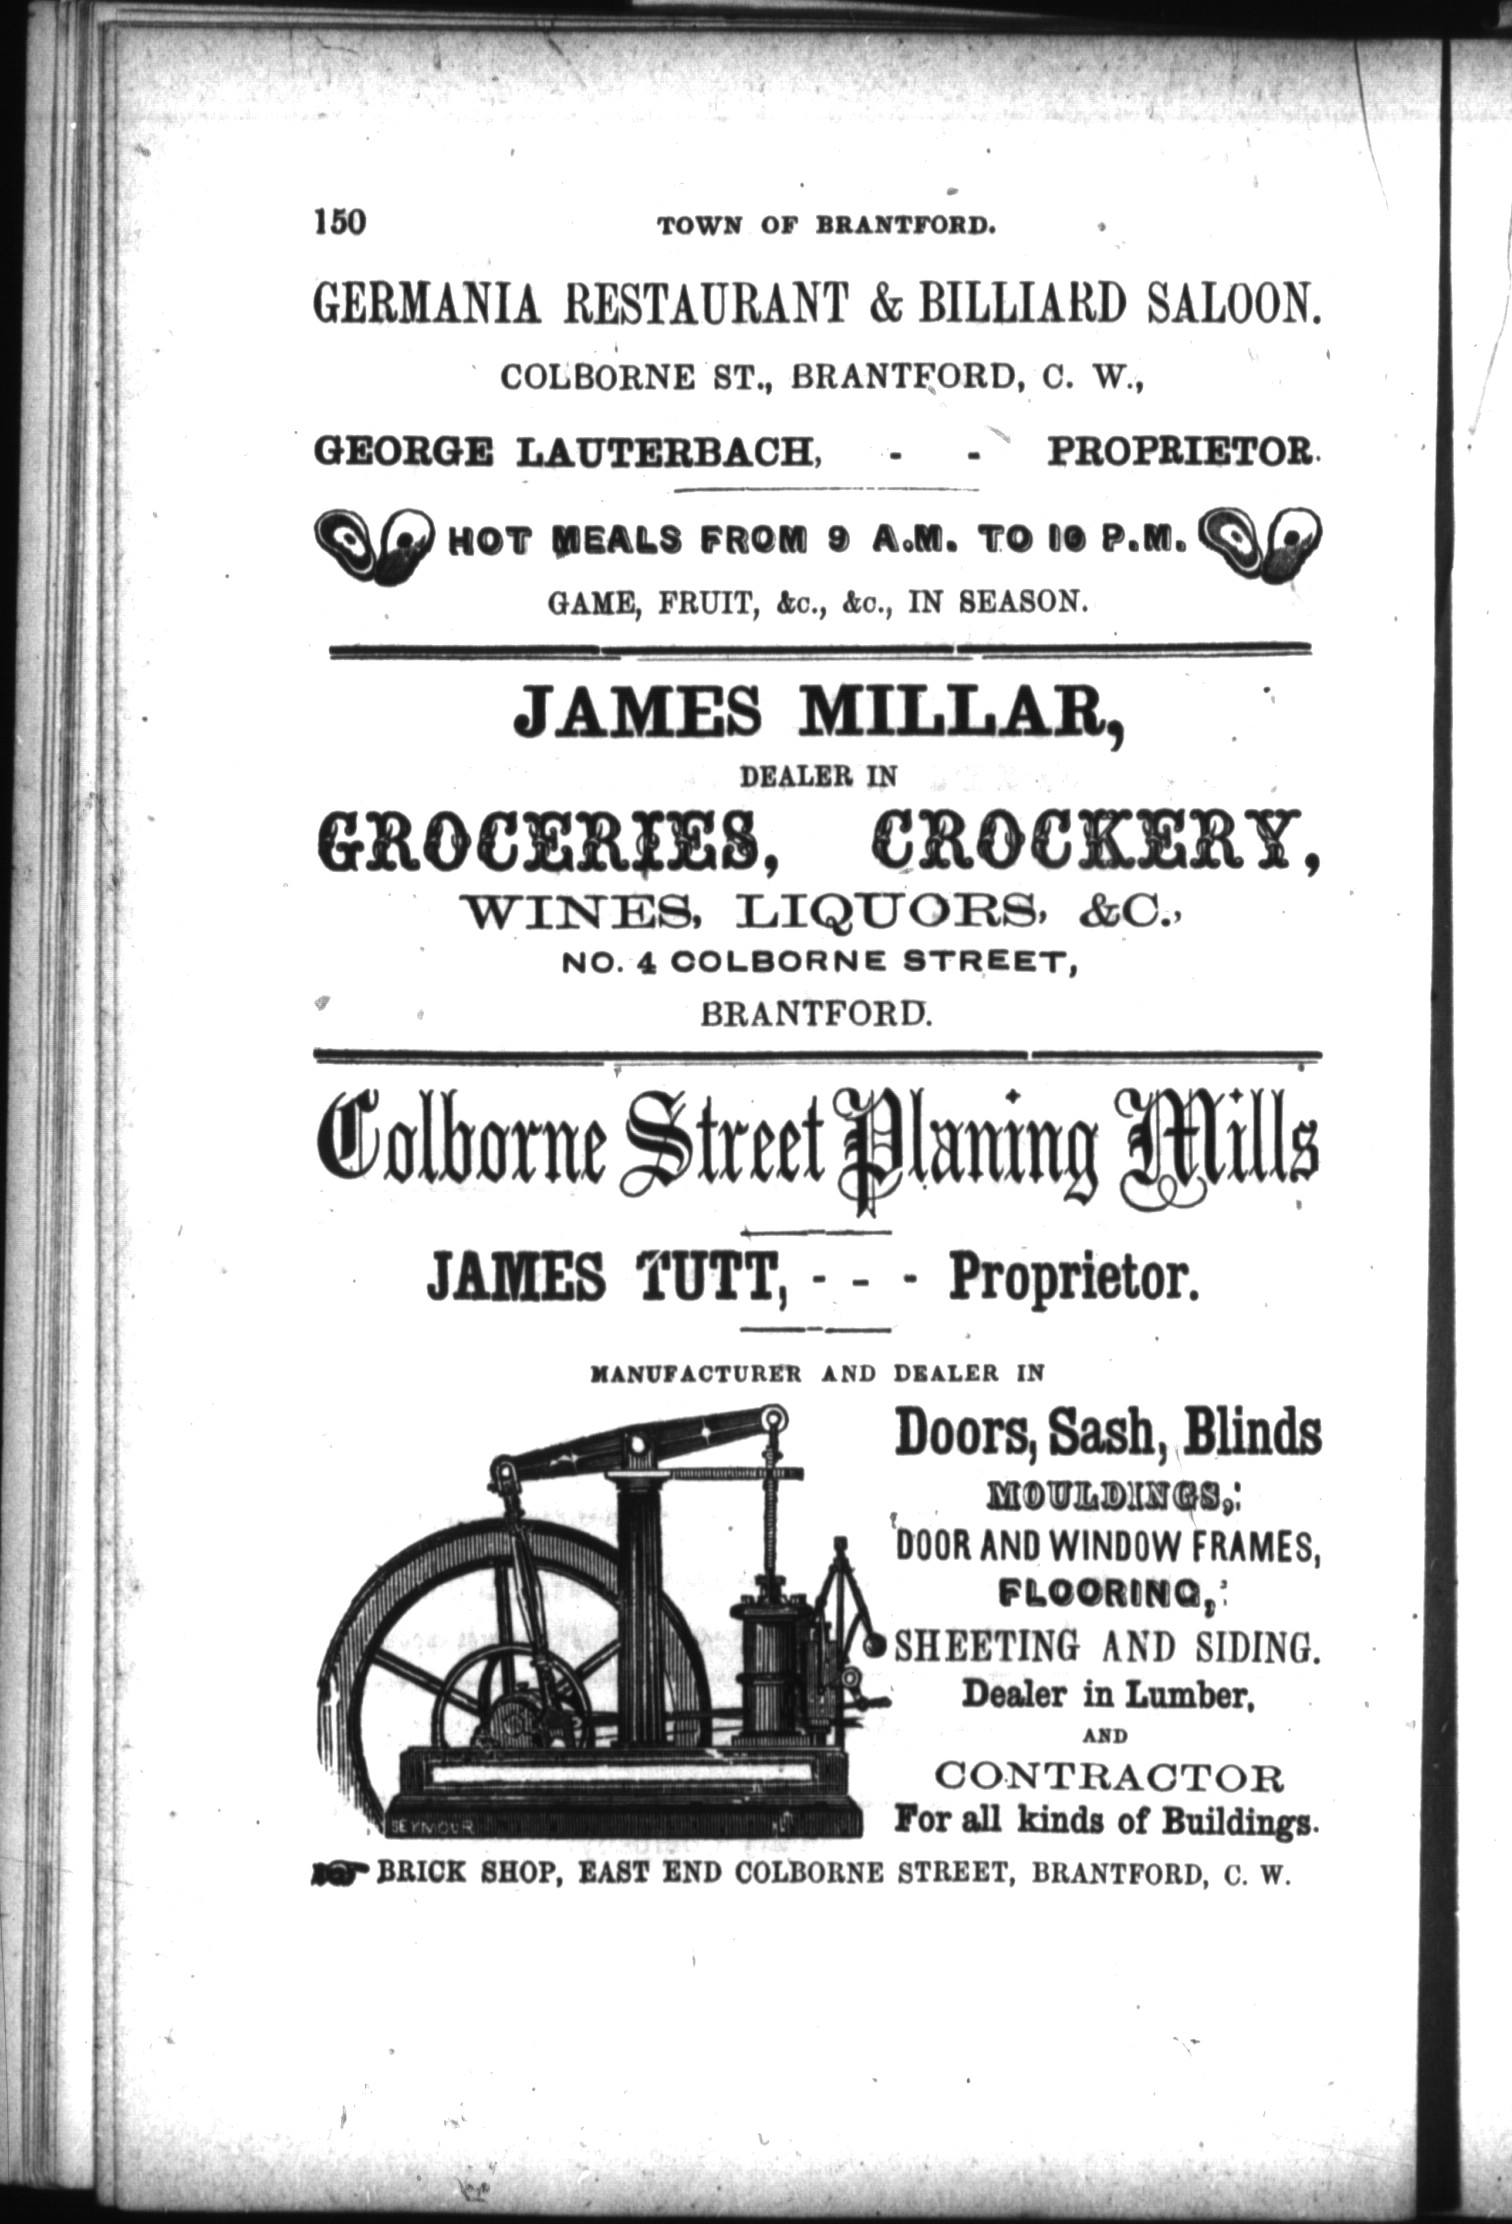 150 TOWN OF BRANTFORD.
GERMANIA RESTAURANT & BILLIARD SALOON.
COLBORNE ST., BRANTFORD, C. W.,
GEORGE LAUTERBACH, - - PROPRIETOR.
HOT MEALS FROM 9 A.M. TO 10 P.M.
GAME, FRUIT, &c., &c., IN SEASON.
JAMES MILLAR,
DEALER IN
GROCERIES, CROCKERY,
WINES, LIQUORS, &C.,
NO. 4 COLBORNE STREET,
BRANTFORD.
Colborne Street Planing Mills
JAMES TUTT, - - - Proprietor.
MANUFACTURER AND DEALER IN
Doors, Sash, Blinds
MOULDINGS,
DOOR AND WINDOW FRAMES,
FLOORING,
SHEETING AND SIDING.
Dealer in Lumber,
AND
CONTRACTOR
For all kinds of Buildings.
SEYMOUR
☞ BRICK SHOP, EAST END COLBORNE STREET, BRANTFORD, C. W.